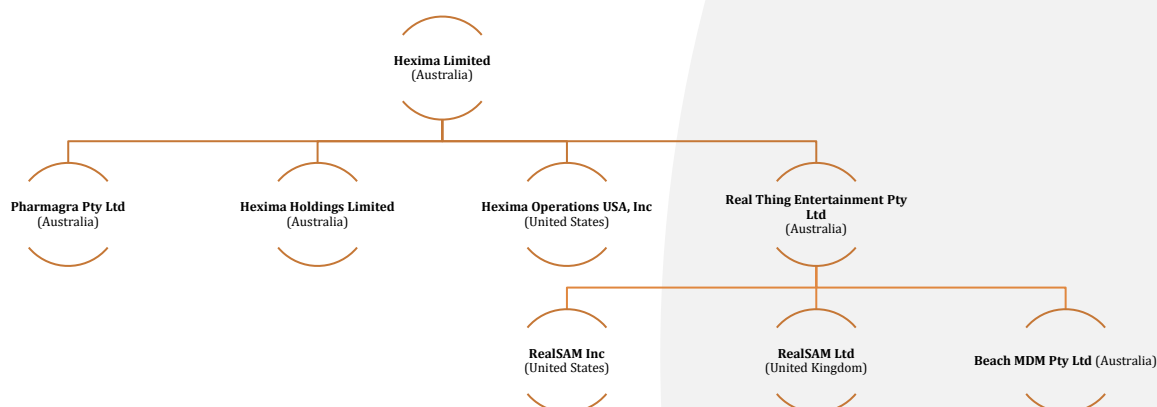 Hexima Limited
(Australia)
Pharmagra Pty Ltd
(Australia)
Hexima Holdings Limited
(Australia)
Hexima Operations USA, Inc
(United States)
Real Thing Entertainment Pty
Ltd
(Australia)
RealSAM Inc
(United States)
RealSAM Ltd
(United Kingdom)
Beach MDM Pty Ltd (Australia)